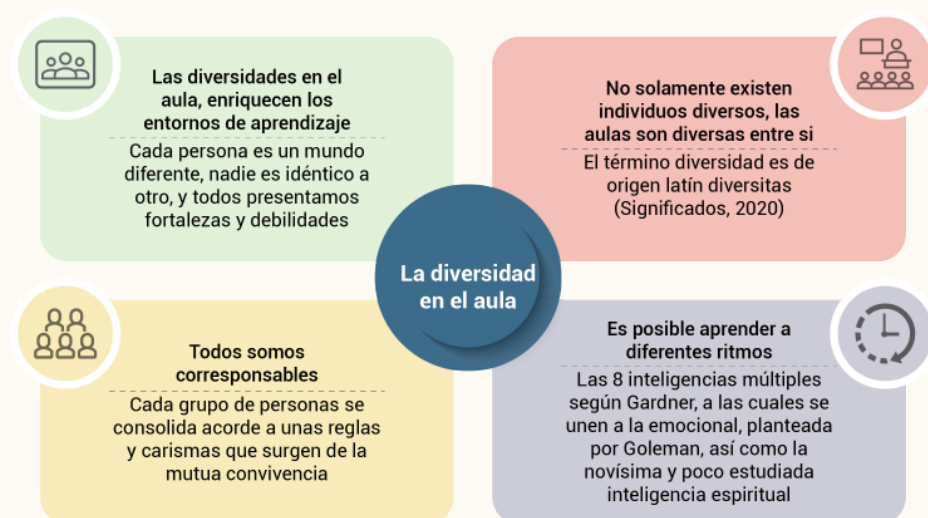 Las diversidades en el
aula, enriquecen los
entornos de aprendizaje
Cada persona es un mundo
diferente, nadie es idéntico a
otro, y todos presentamos
fortalezas y debilidades
No solamente existen
individuos diversos, las
aulas son diversas entre si
El término diversidad es de
origen latín diversitas
(Significados, 2020)
La diversidad
en el aula
Todos somos
corresponsables
Cada grupo de personas se
consolida acorde a unas reglas
y carismas que surgen de la
mutua convivencia
Es posible aprender a
diferentes ritmos
Las 8 inteligencias múltiples
según Gardner, a las cuales se
unen a la emocional, planteada
por Goleman, así como la
novísima y poco estudiada
inteligencia espiritual